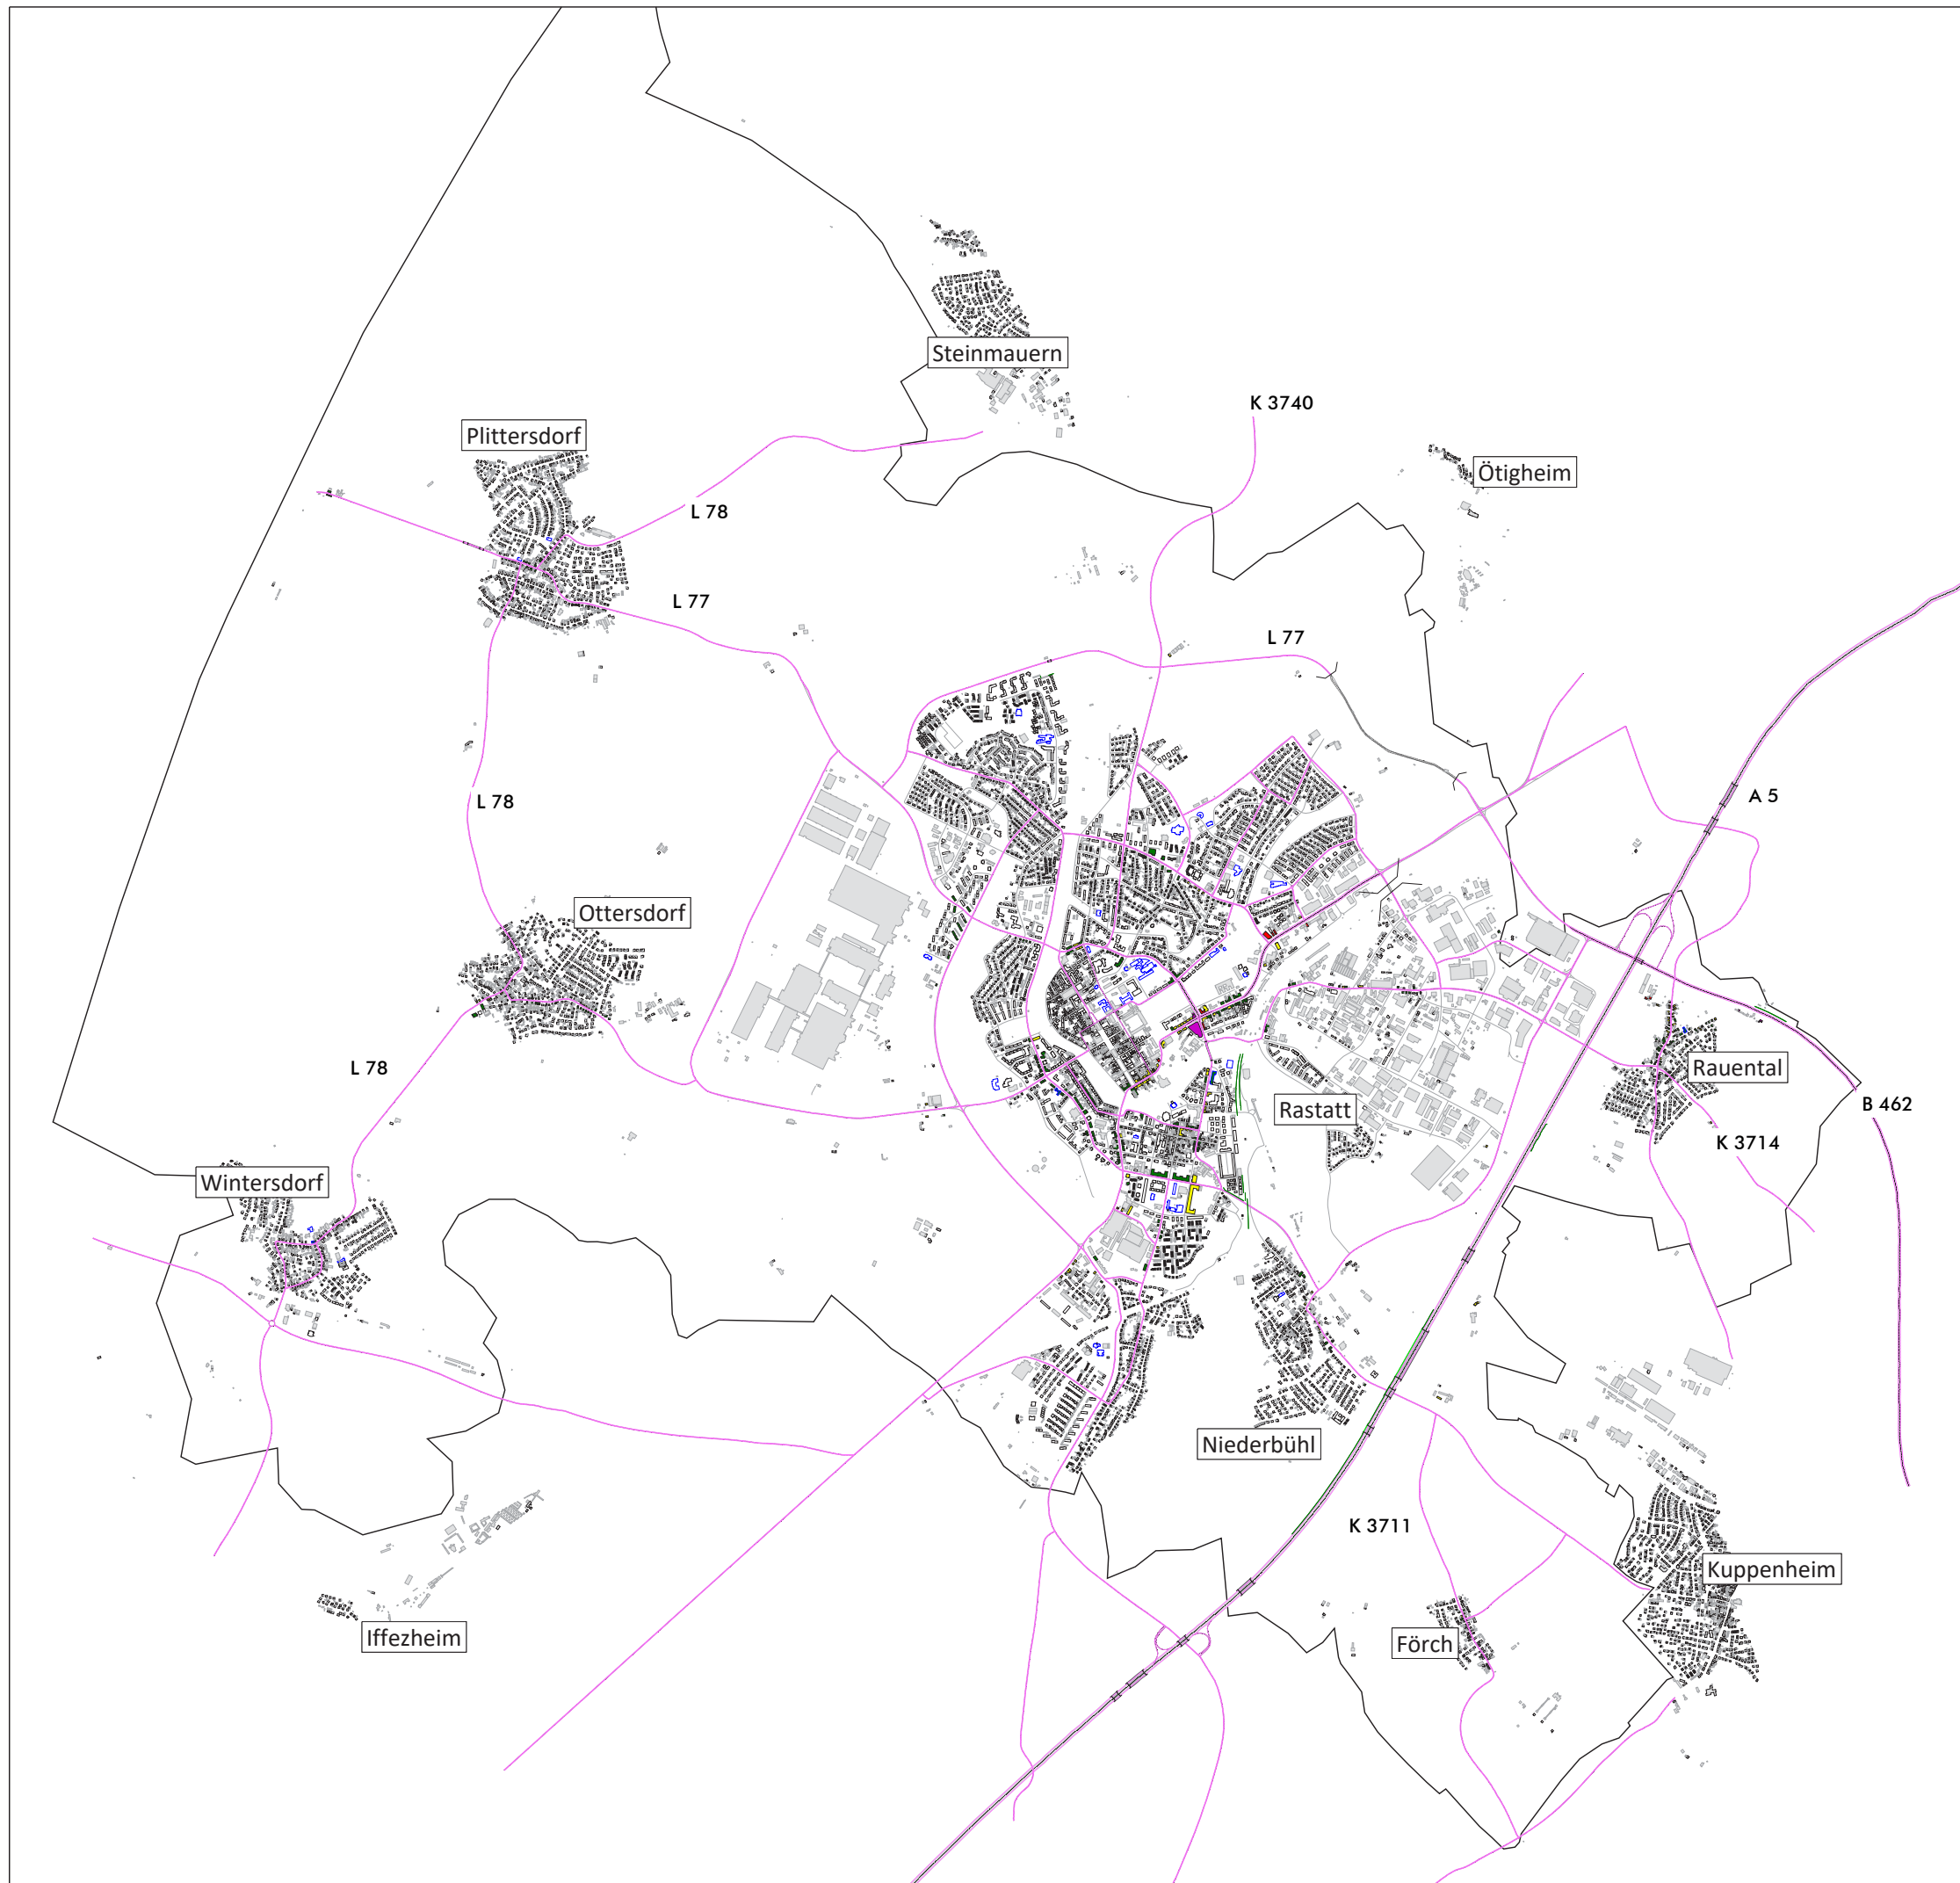 Steinmauern
K 3740
Plittersdorf
Ötigheim
L 78
L 77
L 77
A 5
L 78
Ottersdorf
L 78
Rauental
B 462
Rastatt
K 3714
Wintersdorf
Niederbühl
K 3711
Kuppenheim
Iffezheim
Förch